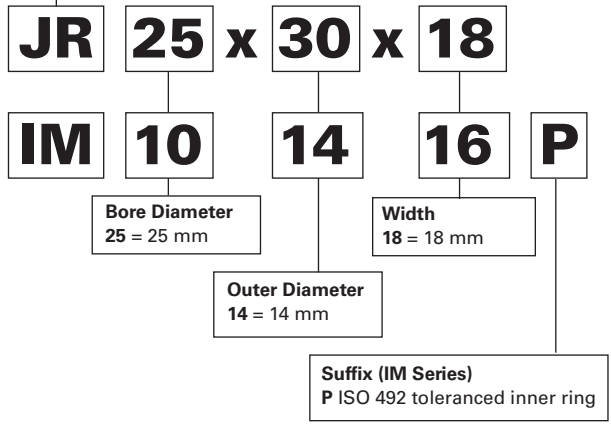 JR 25 x 30 x 18
IM 10 14 16 P
Bore Diameter
25 = 25 mm
Width
18 = 18 mm
Outer Diameter
14 = 14 mm
Suffix (IM Series)
P ISO 492 toleranced inner ring